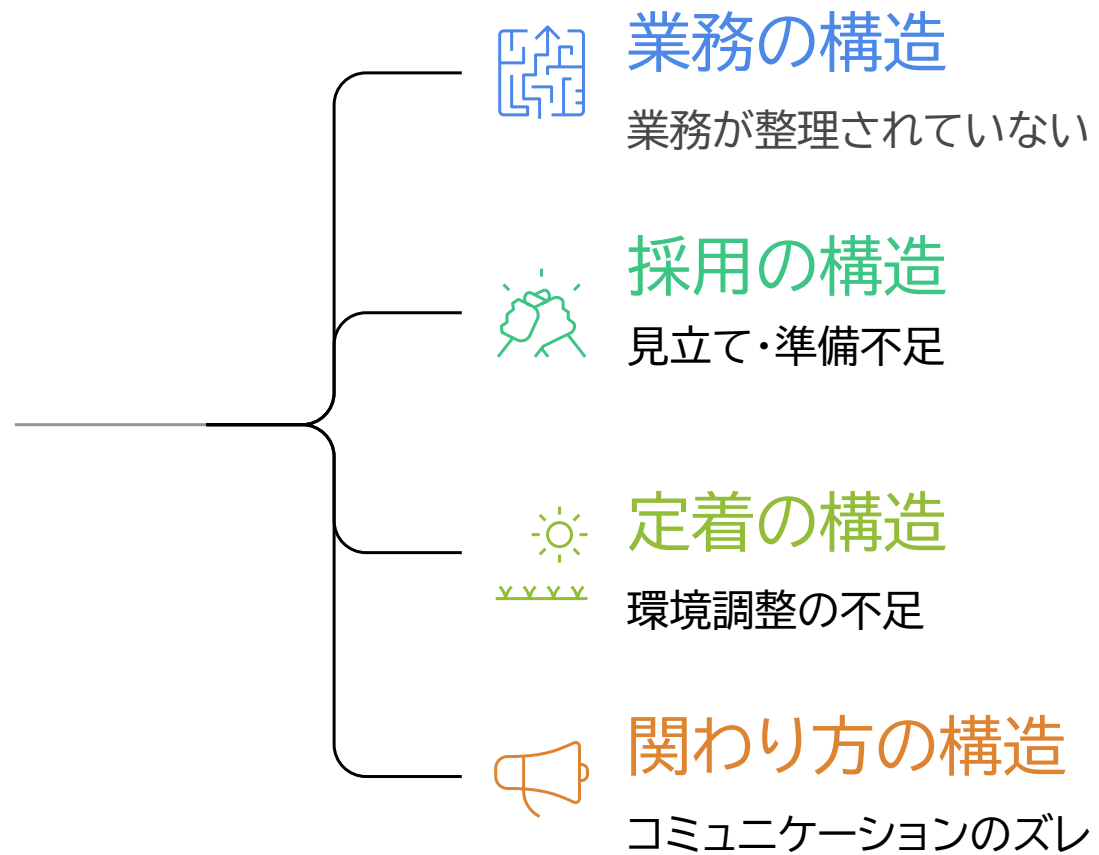 業務の構造
業務が整理されていない
採用の構造
見立て・準備不足
定着の構造
環境調整の不足
関わり方の構造
コミュニケーションのズレ